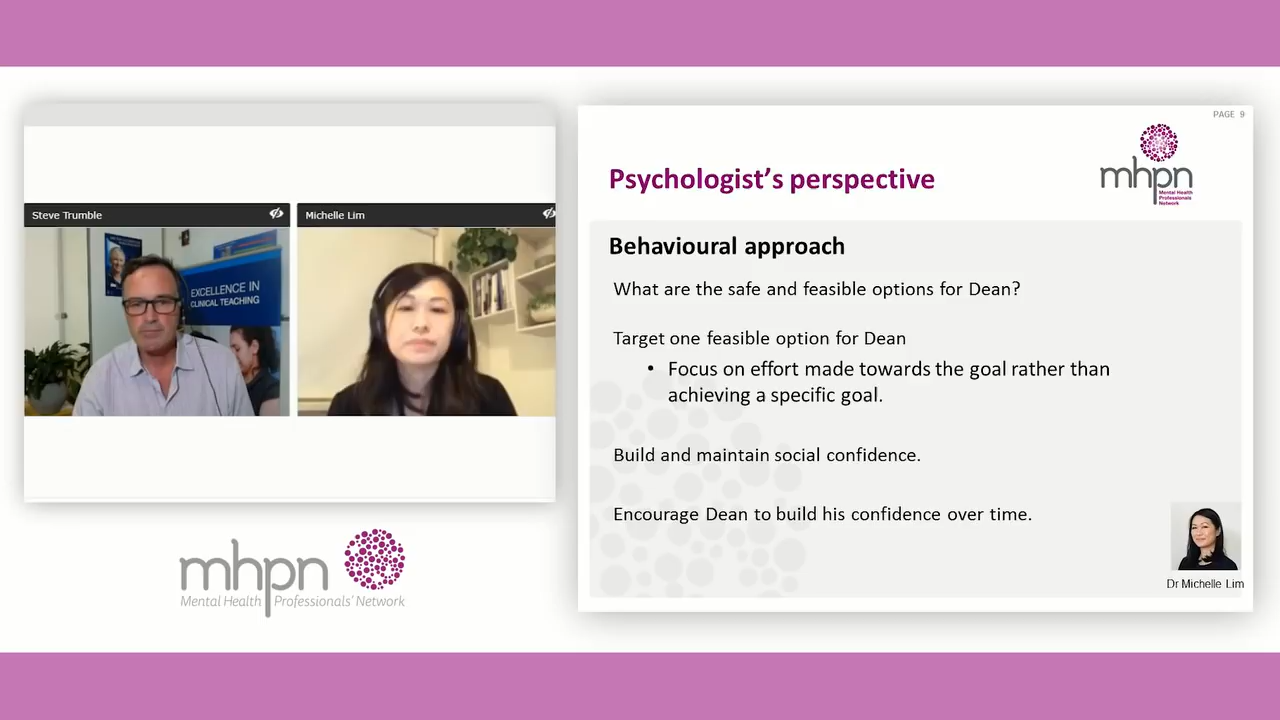 Steve Trumble
Michelle Lim
EXCELLENCE IN
CLINICAL TEACHING
mhpn
Mental Health Professionals' Network
PAGE 9
mhpn
Mental Health
Professionals
Network
Psychologist's perspective
Behavioural approach
What are the safe and feasible options for Dean?
Target one feasible option for Dean
• Focus on effort made towards the goal rather than
achieving a specific goal.
Build and maintain social confidence.
Encourage Dean to build his confidence over time.
Dr Michelle Lim